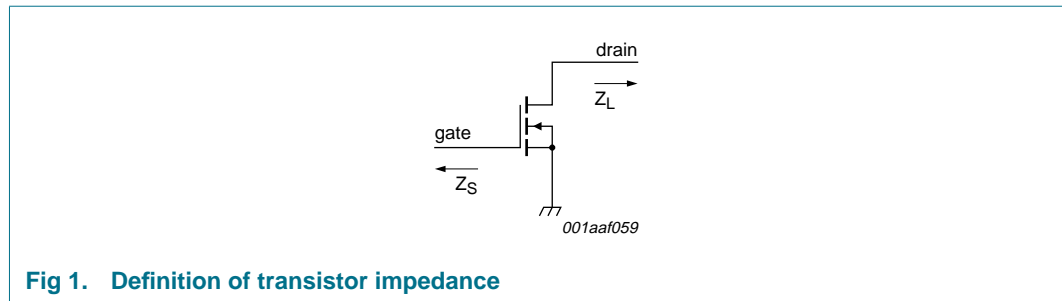 drain
Z_L
gate
Z_S
001aaf059
Fig 1. Definition of transistor impedance